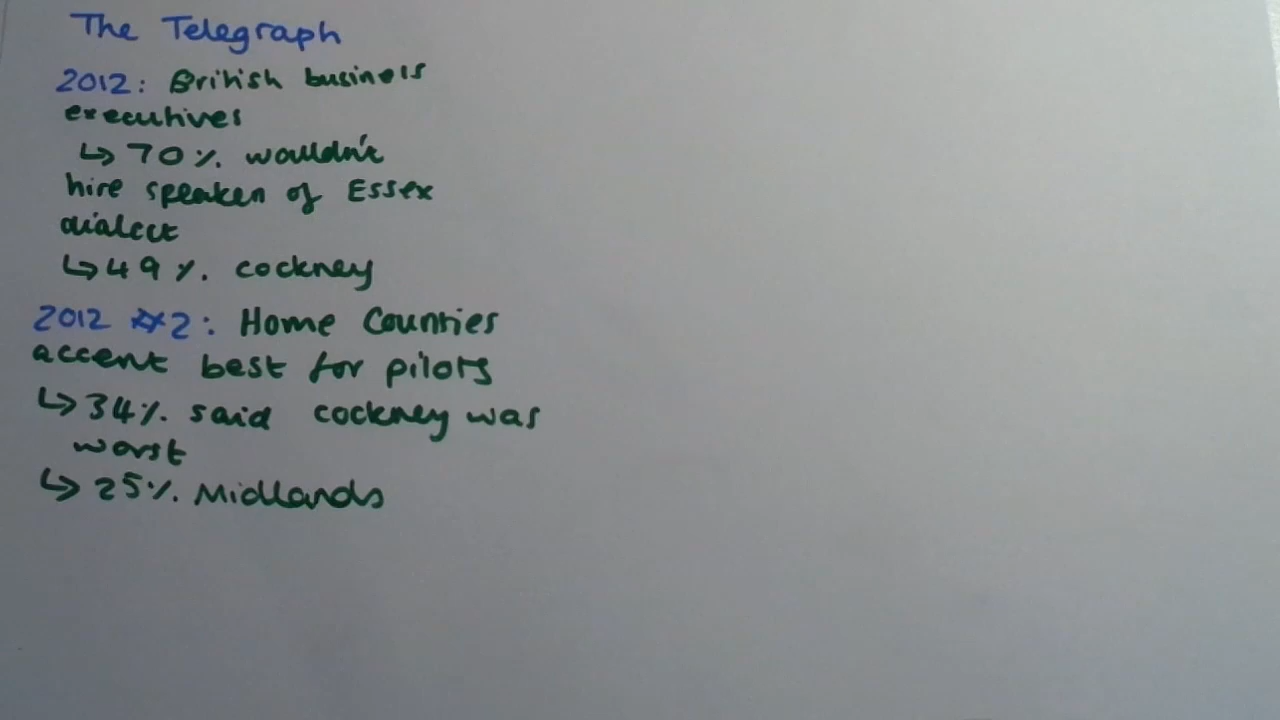 The Telegraph
2012: British business
executives
↳ 70% wouldn't
hire speaker of Essex
dialect
↳ 49% cockney
2012 #2: Home Counties
accent best for pilots
↳ 34% said cockney was
worst
↳ 25% Midlands